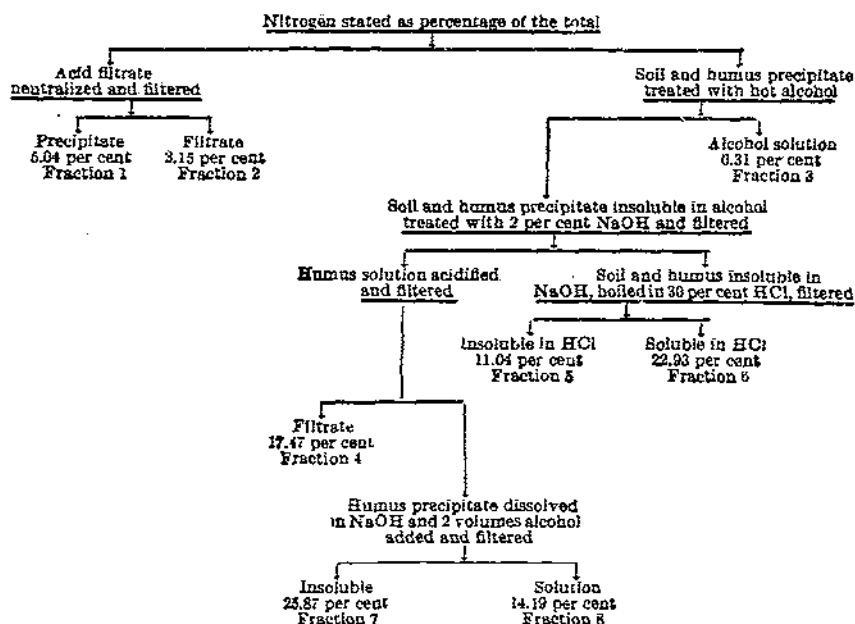 Nitrogen stated as percentage of the total
Acid filtrate
neutralized and filtered
Soil and humus precipitate
treated with hot alcohol
Precipitate
5.04 per cent
Fraction 1
Filtrate
3.15 per cent
Fraction 2
Alcohol solution
0.31 per cent
Fraction 3
Soil and humus precipitate insoluble in alcohol
treated with 2 per cent NaOH and filtered
Humus solution acidified
and filtered
Soil and humus insoluble in
NaOH, boiled in 30 per cent HCl, filtered
Insoluble in HCl
11.04 per cent
Fraction 5
Soluble in HCl
22.93 per cent
Fraction 6
Filtrate
17.47 per cent
Fraction 4
Humus precipitate dissolved
in NaOH and 2 volumes alcohol
added and filtered
Insoluble
25.87 per cent
Fraction 7
Solution
14.19 per cent
Fraction 8